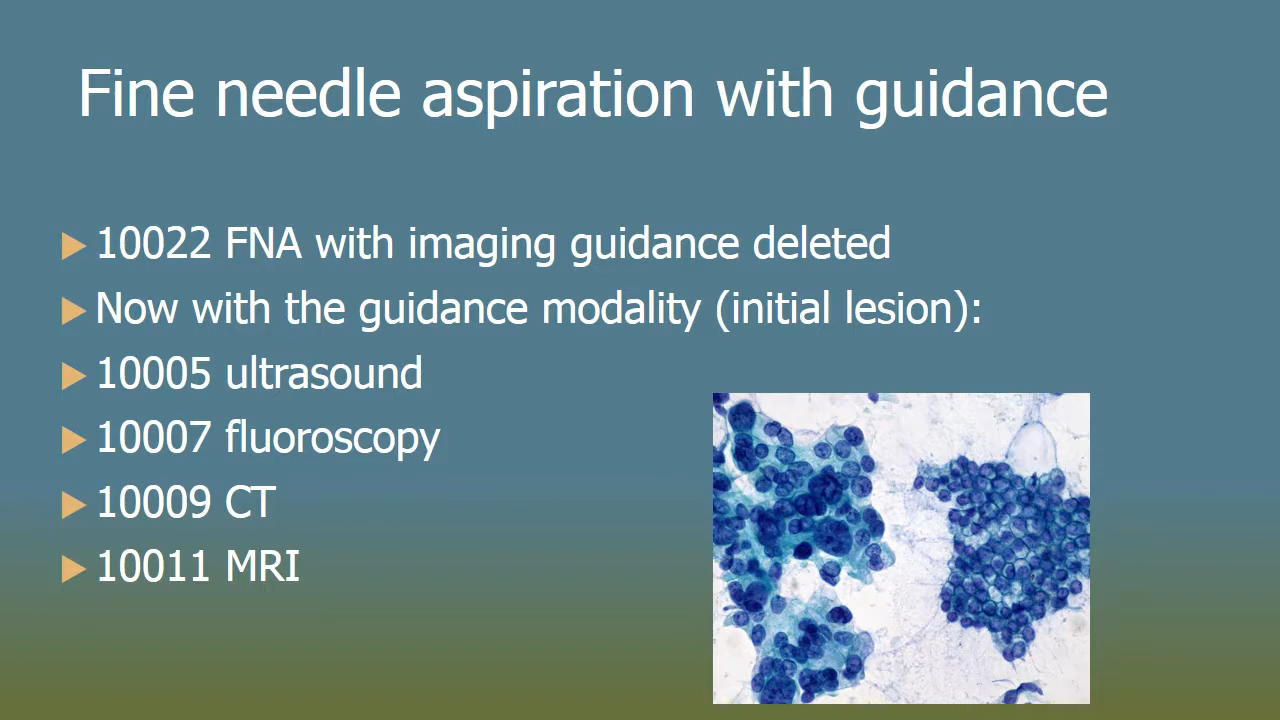 Fine needle aspiration with guidance
10022 FNA with imaging guidance deleted
Now with the guidance modality (initial lesion):
10005 ultrasound
10007 fluoroscopy
10009 CT
10011 MRI